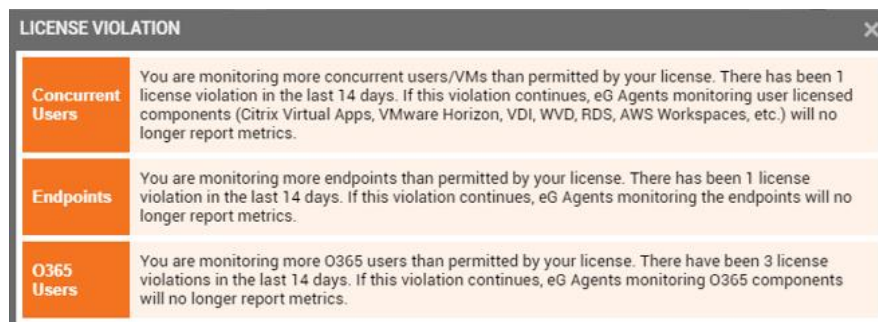 LICENSE VIOLATION
Concurrent
Users
You are monitoring more concurrent users/VMs than permitted by your license. There has been 1
license violation in the last 14 days. If this violation continues, eG Agents monitoring user licensed
components (Citrix Virtual Apps, VMware Horizon, VDI, WVD, RDS, AWS Workspaces, etc.) will no
longer report metrics.
Endpoints
You are monitoring more endpoints than permitted by your license. There has been 1 license
violation in the last 14 days. If this violation continues, eG Agents monitoring the endpoints will no
longer report metrics.
O365
Users
You are monitoring more O365 users than permitted by your license. There have been 3 license
violations in the last 14 days. If this violation continues, eG Agents monitoring O365 components
will no longer report metrics.